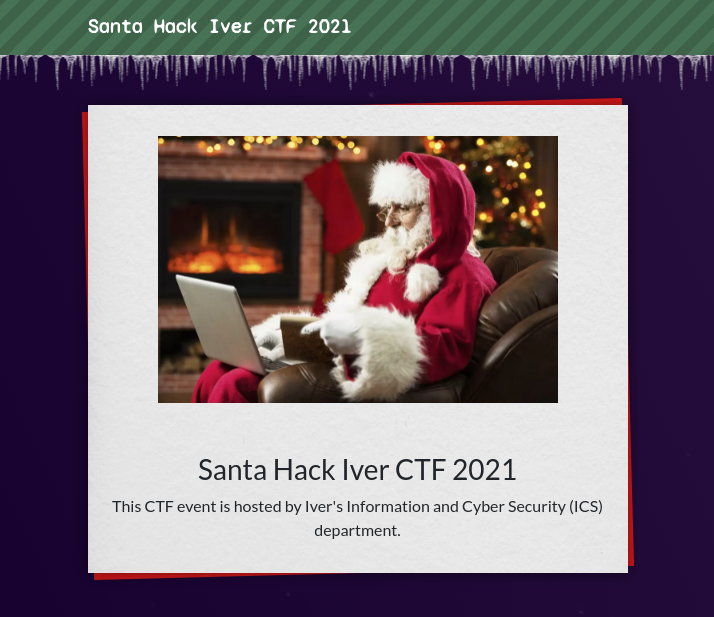 Santa Hack Iver CTF 2021
Santa Hack Iver CTF 2021
This CTF event is hosted by Iver's Information and Cyber Security (ICS)
department.